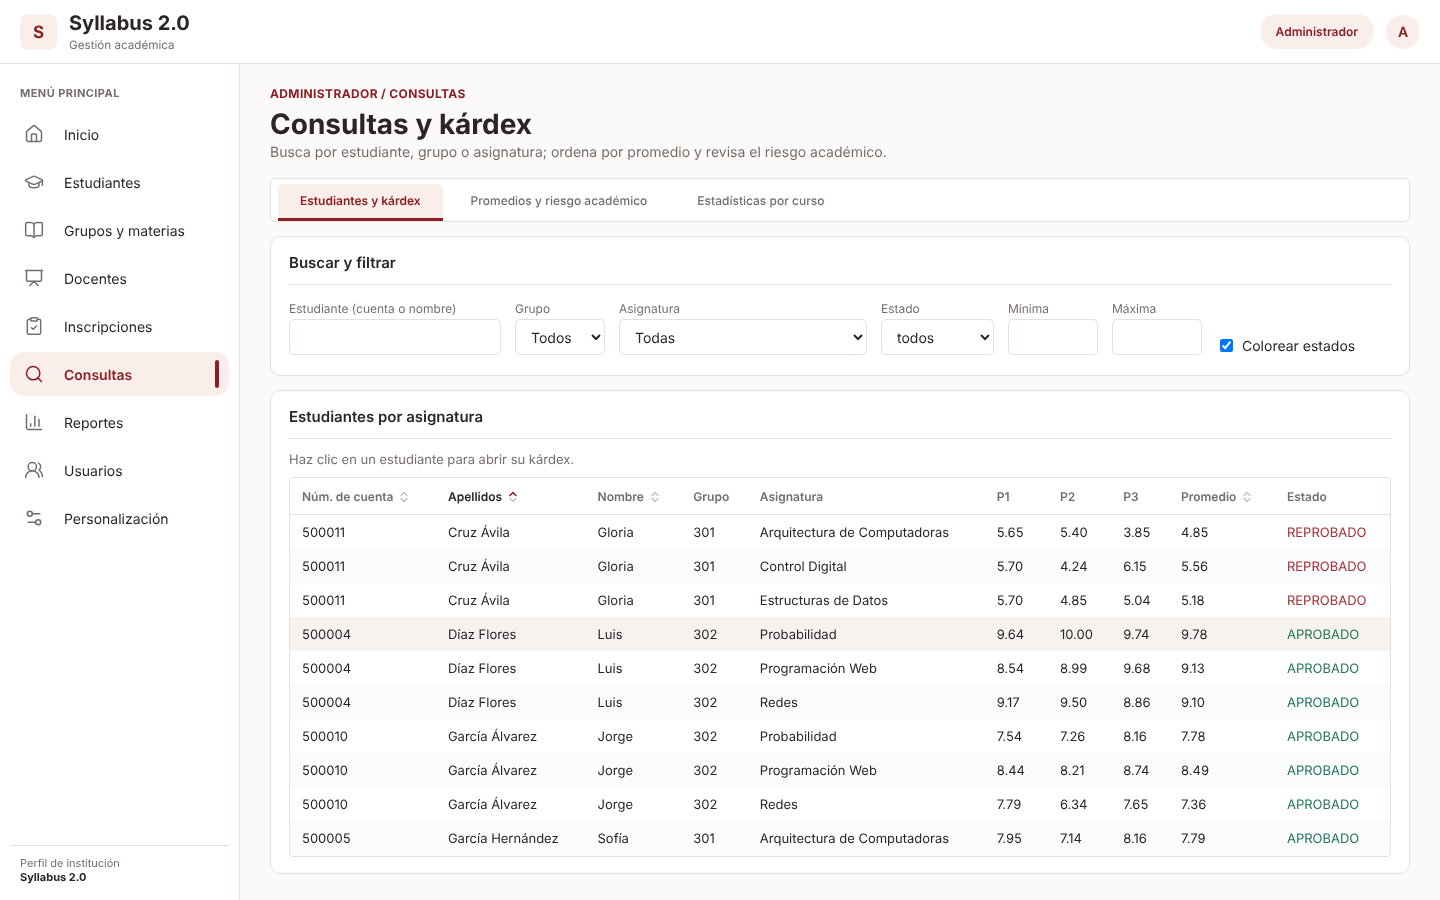 S
Syllabus 2.0
Gestión académica
Administrador
A
MENÚ PRINCIPAL
Inicio
Estudiantes
Grupos y materias
Docentes
Inscripciones
Consultas
Reportes
Usuarios
Personalización
Perfil de institución
Syllabus 2.0
ADMINISTRADOR / CONSULTAS
Consultas y kárdex
Busca por estudiante, grupo o asignatura; ordena por promedio y revisa el riesgo académico.
Estudiantes y kárdex Promedios y riesgo académico Estadísticas por curso
Buscar y filtrar
Estudiante (cuenta o nombre) Grupo Asignatura Estado Mínima Máxima
Todos Todas todos Colorear estados
Estudiantes por asignatura
Haz clic en un estudiante para abrir su kárdex.
Núm. de cuenta Apellidos Nombre Grupo Asignatura P1 P2 P3 Promedio Estado
500011 Cruz Ávila Gloria 301 Arquitectura de Computadoras 5.65 5.40 3.85 4.85 REPROBADO
500011 Cruz Ávila Gloria 301 Control Digital 5.70 4.24 6.15 5.56 REPROBADO
500011 Cruz Ávila Gloria 301 Estructuras de Datos 5.70 4.85 5.04 5.18 REPROBADO
500004 Díaz Flores Luis 302 Probabilidad 9.64 10.00 9.74 9.78 APROBADO
500004 Díaz Flores Luis 302 Programación Web 8.54 8.99 9.68 9.13 APROBADO
500004 Díaz Flores Luis 302 Redes 9.17 9.50 8.86 9.10 APROBADO
500010 García Álvarez Jorge 302 Probabilidad 7.54 7.26 8.16 7.78 APROBADO
500010 García Álvarez Jorge 302 Programación Web 8.44 8.21 8.74 8.49 APROBADO
500010 García Álvarez Jorge 302 Redes 7.79 6.34 7.65 7.36 APROBADO
500005 García Hernández Sofía 301 Arquitectura de Computadoras 7.95 7.14 8.16 7.79 APROBADO